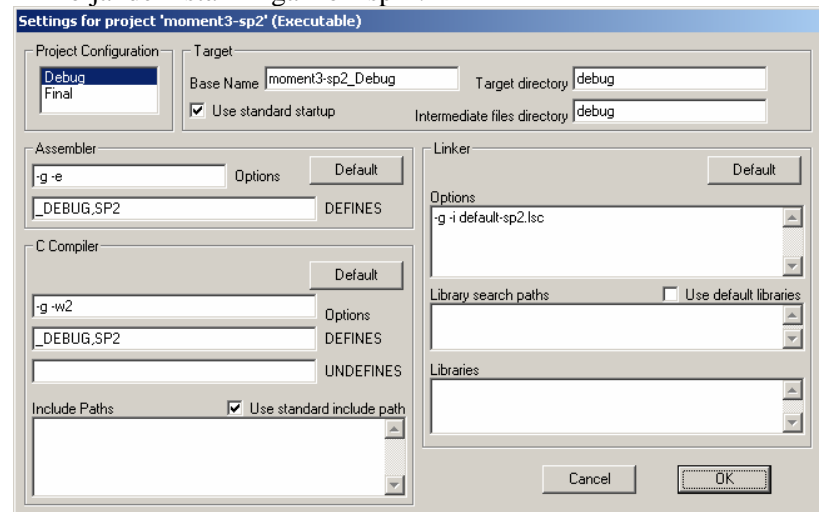 Settings for project 'moment3-sp2' (Executable)
Project Configuration
Debug
Final
Target
Base Name moment3-sp2_Debug
Target directory debug
Use standard startup
Intermediate files directory debug
Assembler
-g -e Options Default
_DEBUG,SP2 DEFINES
C Compiler
Default
-g -w2 Options
_DEBUG,SP2 DEFINES
UNDEFINES
Include Paths Use standard include path
Linker
Default
Options
-g -i default-sp2.lsc
Library search paths Use default libraries
Libraries
Cancel OK